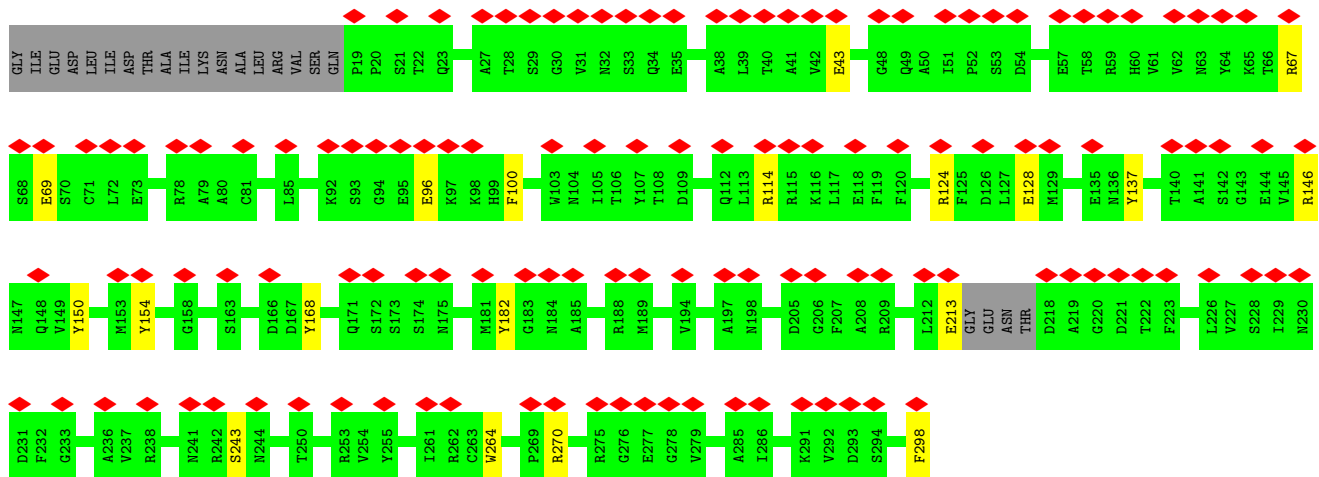 GLY ILE GLU ASP LEU ILE ASP THR ALA ILE LYS ASN ALA LEU ARG VAL SER GLN P19 P20 S21 T22 Q23 A27 T28 S29 G30 V31 N32 S33 Q34 E35 A38 L39 T40 A41 V42 E43 G48 Q49 A50 I51 P52 S53 D54 E57 T58 R59 H60 V61 V62 N63 Y64 K65 T66 R67
S68 E69 S70 C71 L72 E73 R78 A79 A80 C81 L85 K92 S93 G94 E95 E96 K97 K98 H99 F100 W103 N104 I105 T106 Y107 T108 D109 Q112 L113 R114 R115 K116 L117 E118 F119 F120 R124 F125 D126 L127 E128 M129 E135 N136 Y137 T140 A141 S142 G143 E144 V145 R146
N147 Q148 V149 Y150 M153 Y154 G158 S163 D166 D167 Y168 Q171 S172 S173 S174 N175 M181 Y182 G183 N184 A185 R188 M189 V194 A197 N198 D205 G206 F207 A208 R209 L212 E213 GLY GLU ASN THR D218 A219 G220 D221 T222 F223 L226 V227 S228 I229 N230
D231 F232 G233 A236 V237 R238 N241 R242 S243 N244 T250 R253 V254 Y255 I261 R262 C263 W264 P269 R270 R275 G276 E277 G278 V279 A285 I286 K291 V292 D293 S294 F298